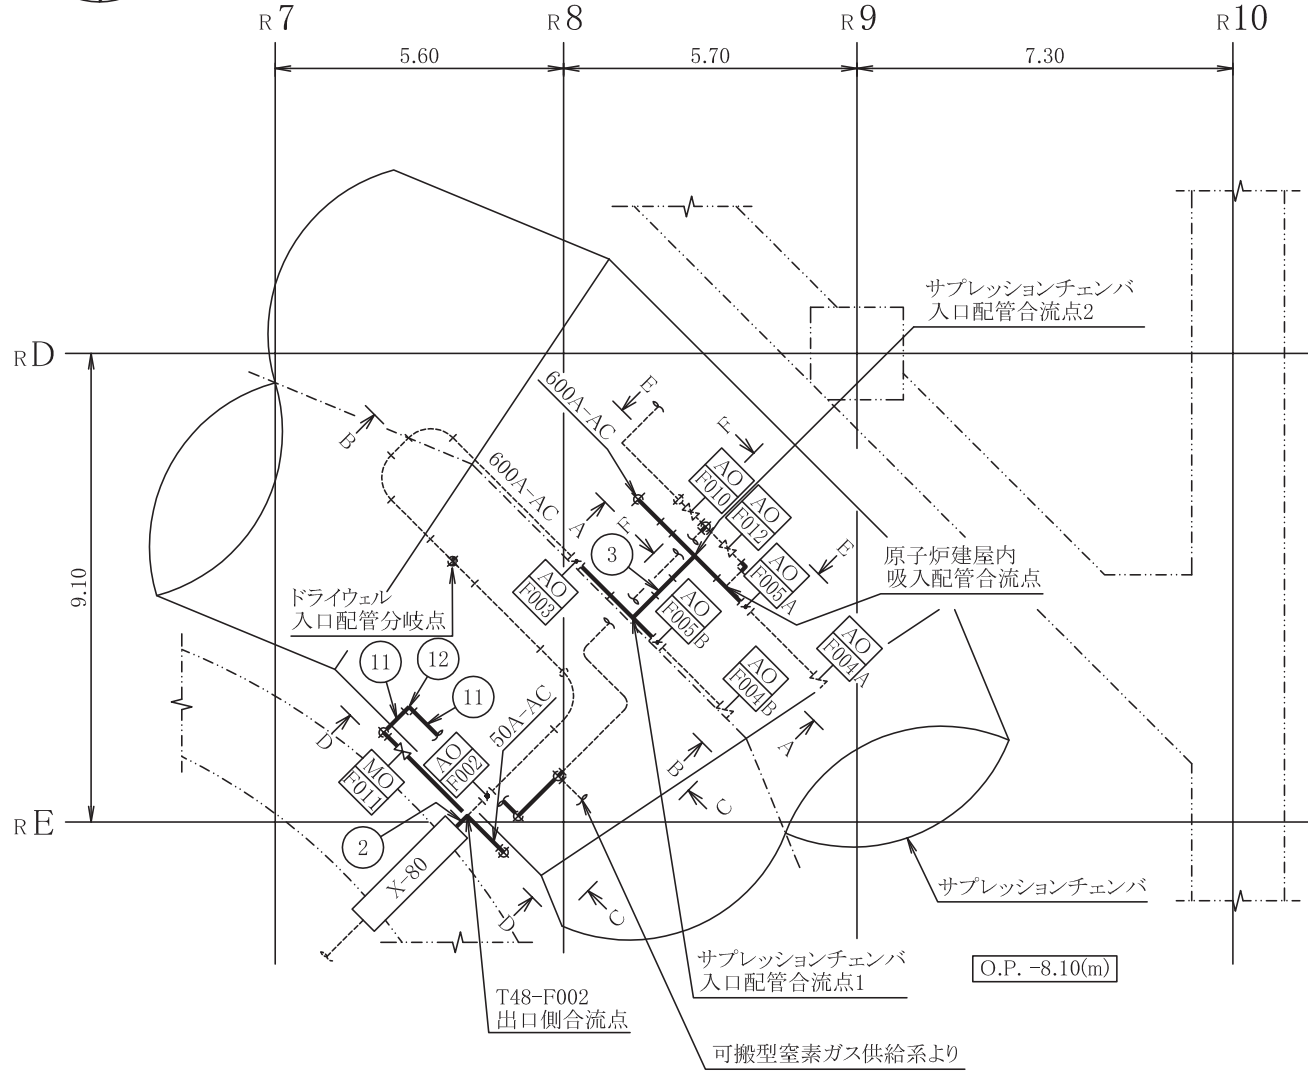 R7
R8
R9
R10
5.60
5.70
7.30
サプレッションチェンバ
入口配管合流点2
RD
600A-AC
E
F
B
600A-AC
AO
F010
AO
F012
A
F
3
E
AO
F005A
原子炉建屋内
吸入配管合流点
AO
F003
9.10
ドライウェル
入口配管分岐点
AO
F005B
AO
F004A
11
12
11
AO
F004B
50A-AC
D
A
MO
F011
AO
F002
B
C
RE
2
X-80
サプレッションチェンバ
D
C
サプレッションチェンバ
入口配管合流点1
O.P. -8.10(m)
T48-F002
出口側合流点
可搬型窒素ガス供給系より